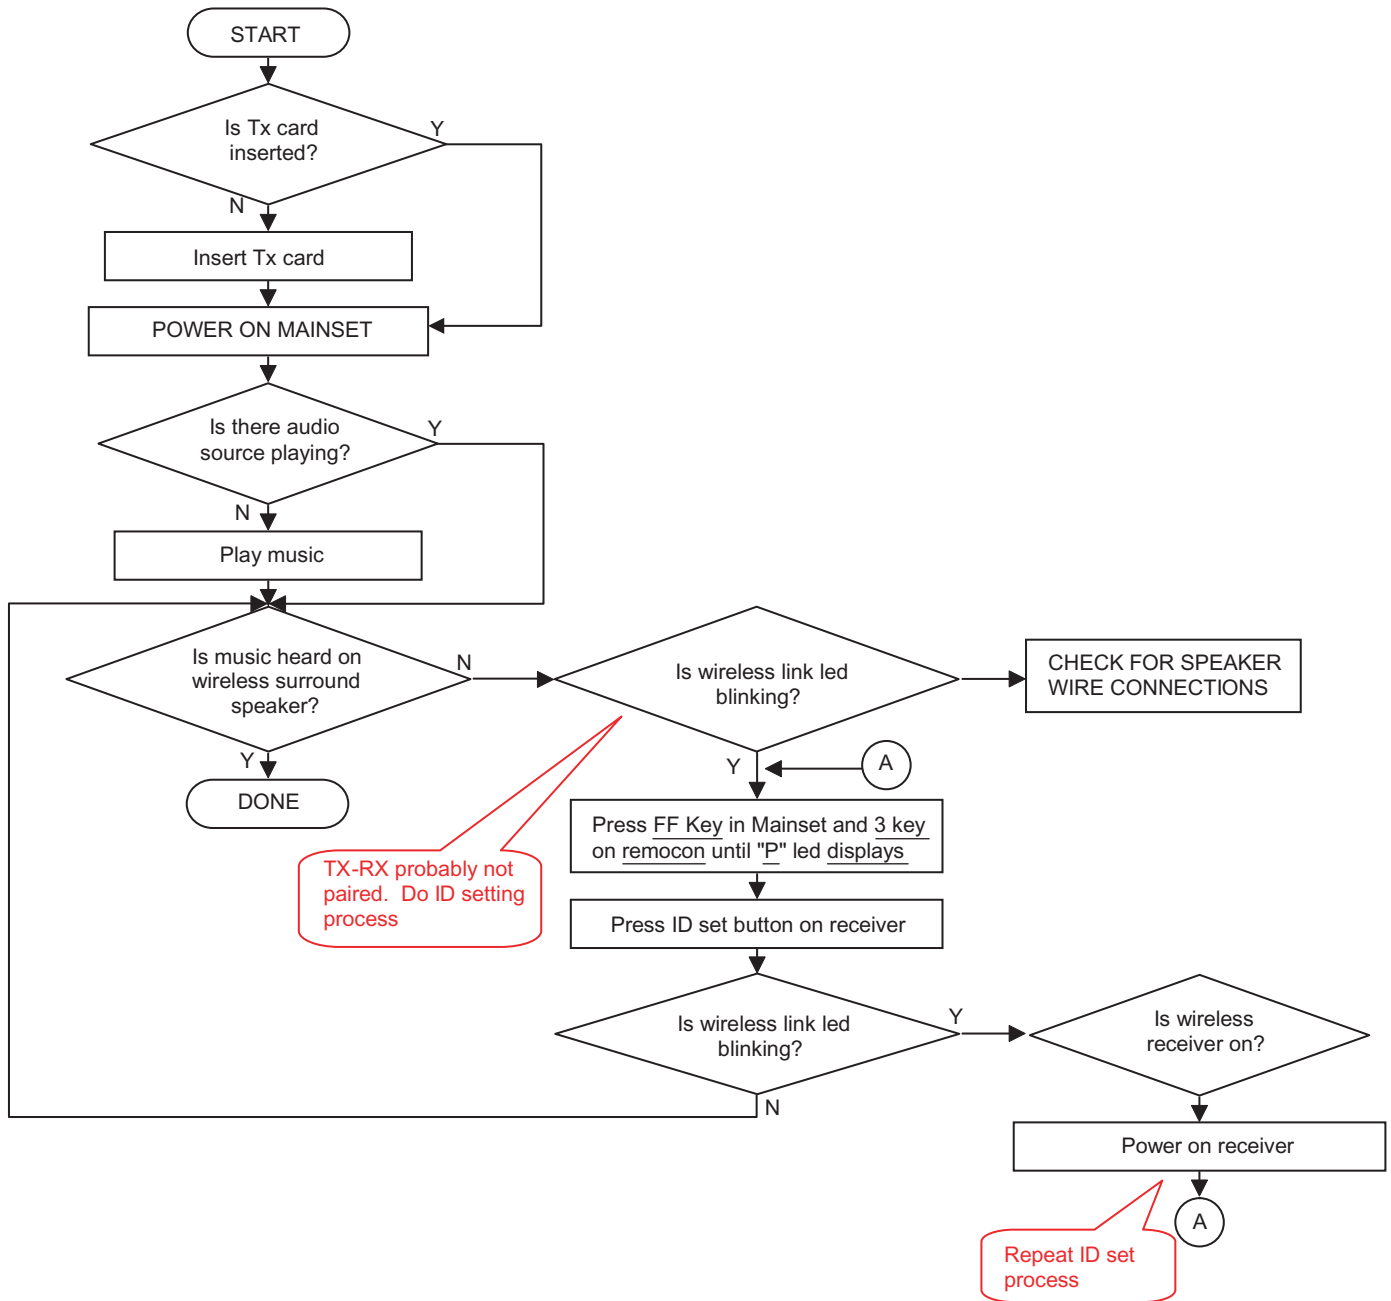 START
Is Tx card
inserted?
Y
N
Insert Tx card
POWER ON MAINSET
Is there audio
source playing?
Y
N
Play music
Is music heard on
wireless surround
speaker?
N
Y
DONE
Is wireless link led
blinking?
CHECK FOR SPEAKER
WIRE CONNECTIONS
Y
A
TX-RX probably not
paired. Do ID setting
process
Press FF Key in Mainset and 3 key
on remocon until "P" led displays
Press ID set button on receiver
Is wireless link led
blinking?
Y
N
Is wireless
receiver on?
Power on receiver
A
Repeat ID set
process